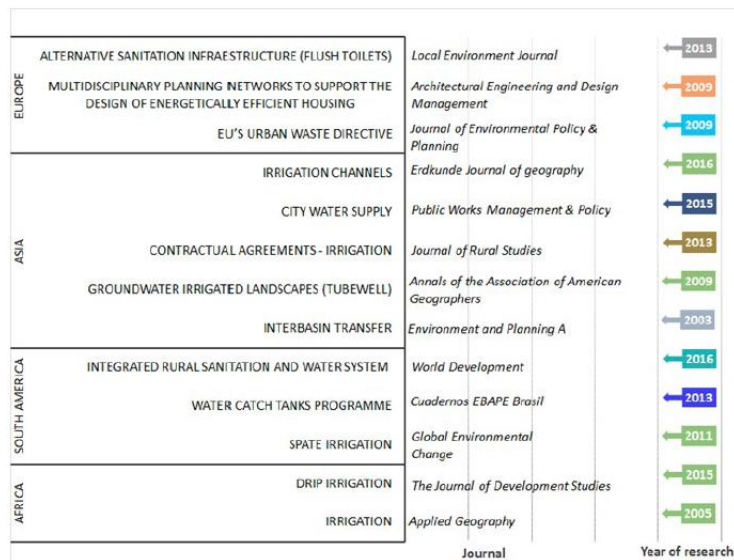 EUROPE
ALTERNATIVE SANITATION INFRAESTRUCTURE (FLUSH TOILETS) Local Environment Journal 2013
MULTIDISCIPLINARY PLANNING NETWORKS TO SUPPORT THE
DESIGN OF ENERGETICALLY EFFICIENT HOUSING
Architectural Engineering and Design
Management
2009
EU'S URBAN WASTE DIRECTIVE
Journal of Environmental Policy &
Planning
2009
ASIA
IRRIGATION CHANNELS Erdkunde Journal of geography 2016
CITY WATER SUPPLY Public Works Management & Policy 2015
CONTRACTUAL AGREEMENTS - IRRIGATION Journal of Rural Studies 2013
GROUNDWATER IRRIGATED LANDSCAPES (TUBEWELL)
Annals of the Association of American
Geographers
2009
INTERBASIN TRANSFER Environment and Planning A 2003
SOUTH AMERICA
INTEGRATED RURAL SANITATION AND WATER SYSTEM World Development 2016
WATER CATCH TANKS PROGRAMME Cuadernos EBAPE Brasil 2013
SPATE IRRIGATION
Global Environmental
Change
2011
AFRICA
DRIP IRRIGATION The Journal of Development Studies 2015
IRRIGATION Applied Geography 2005
Journal Year of research